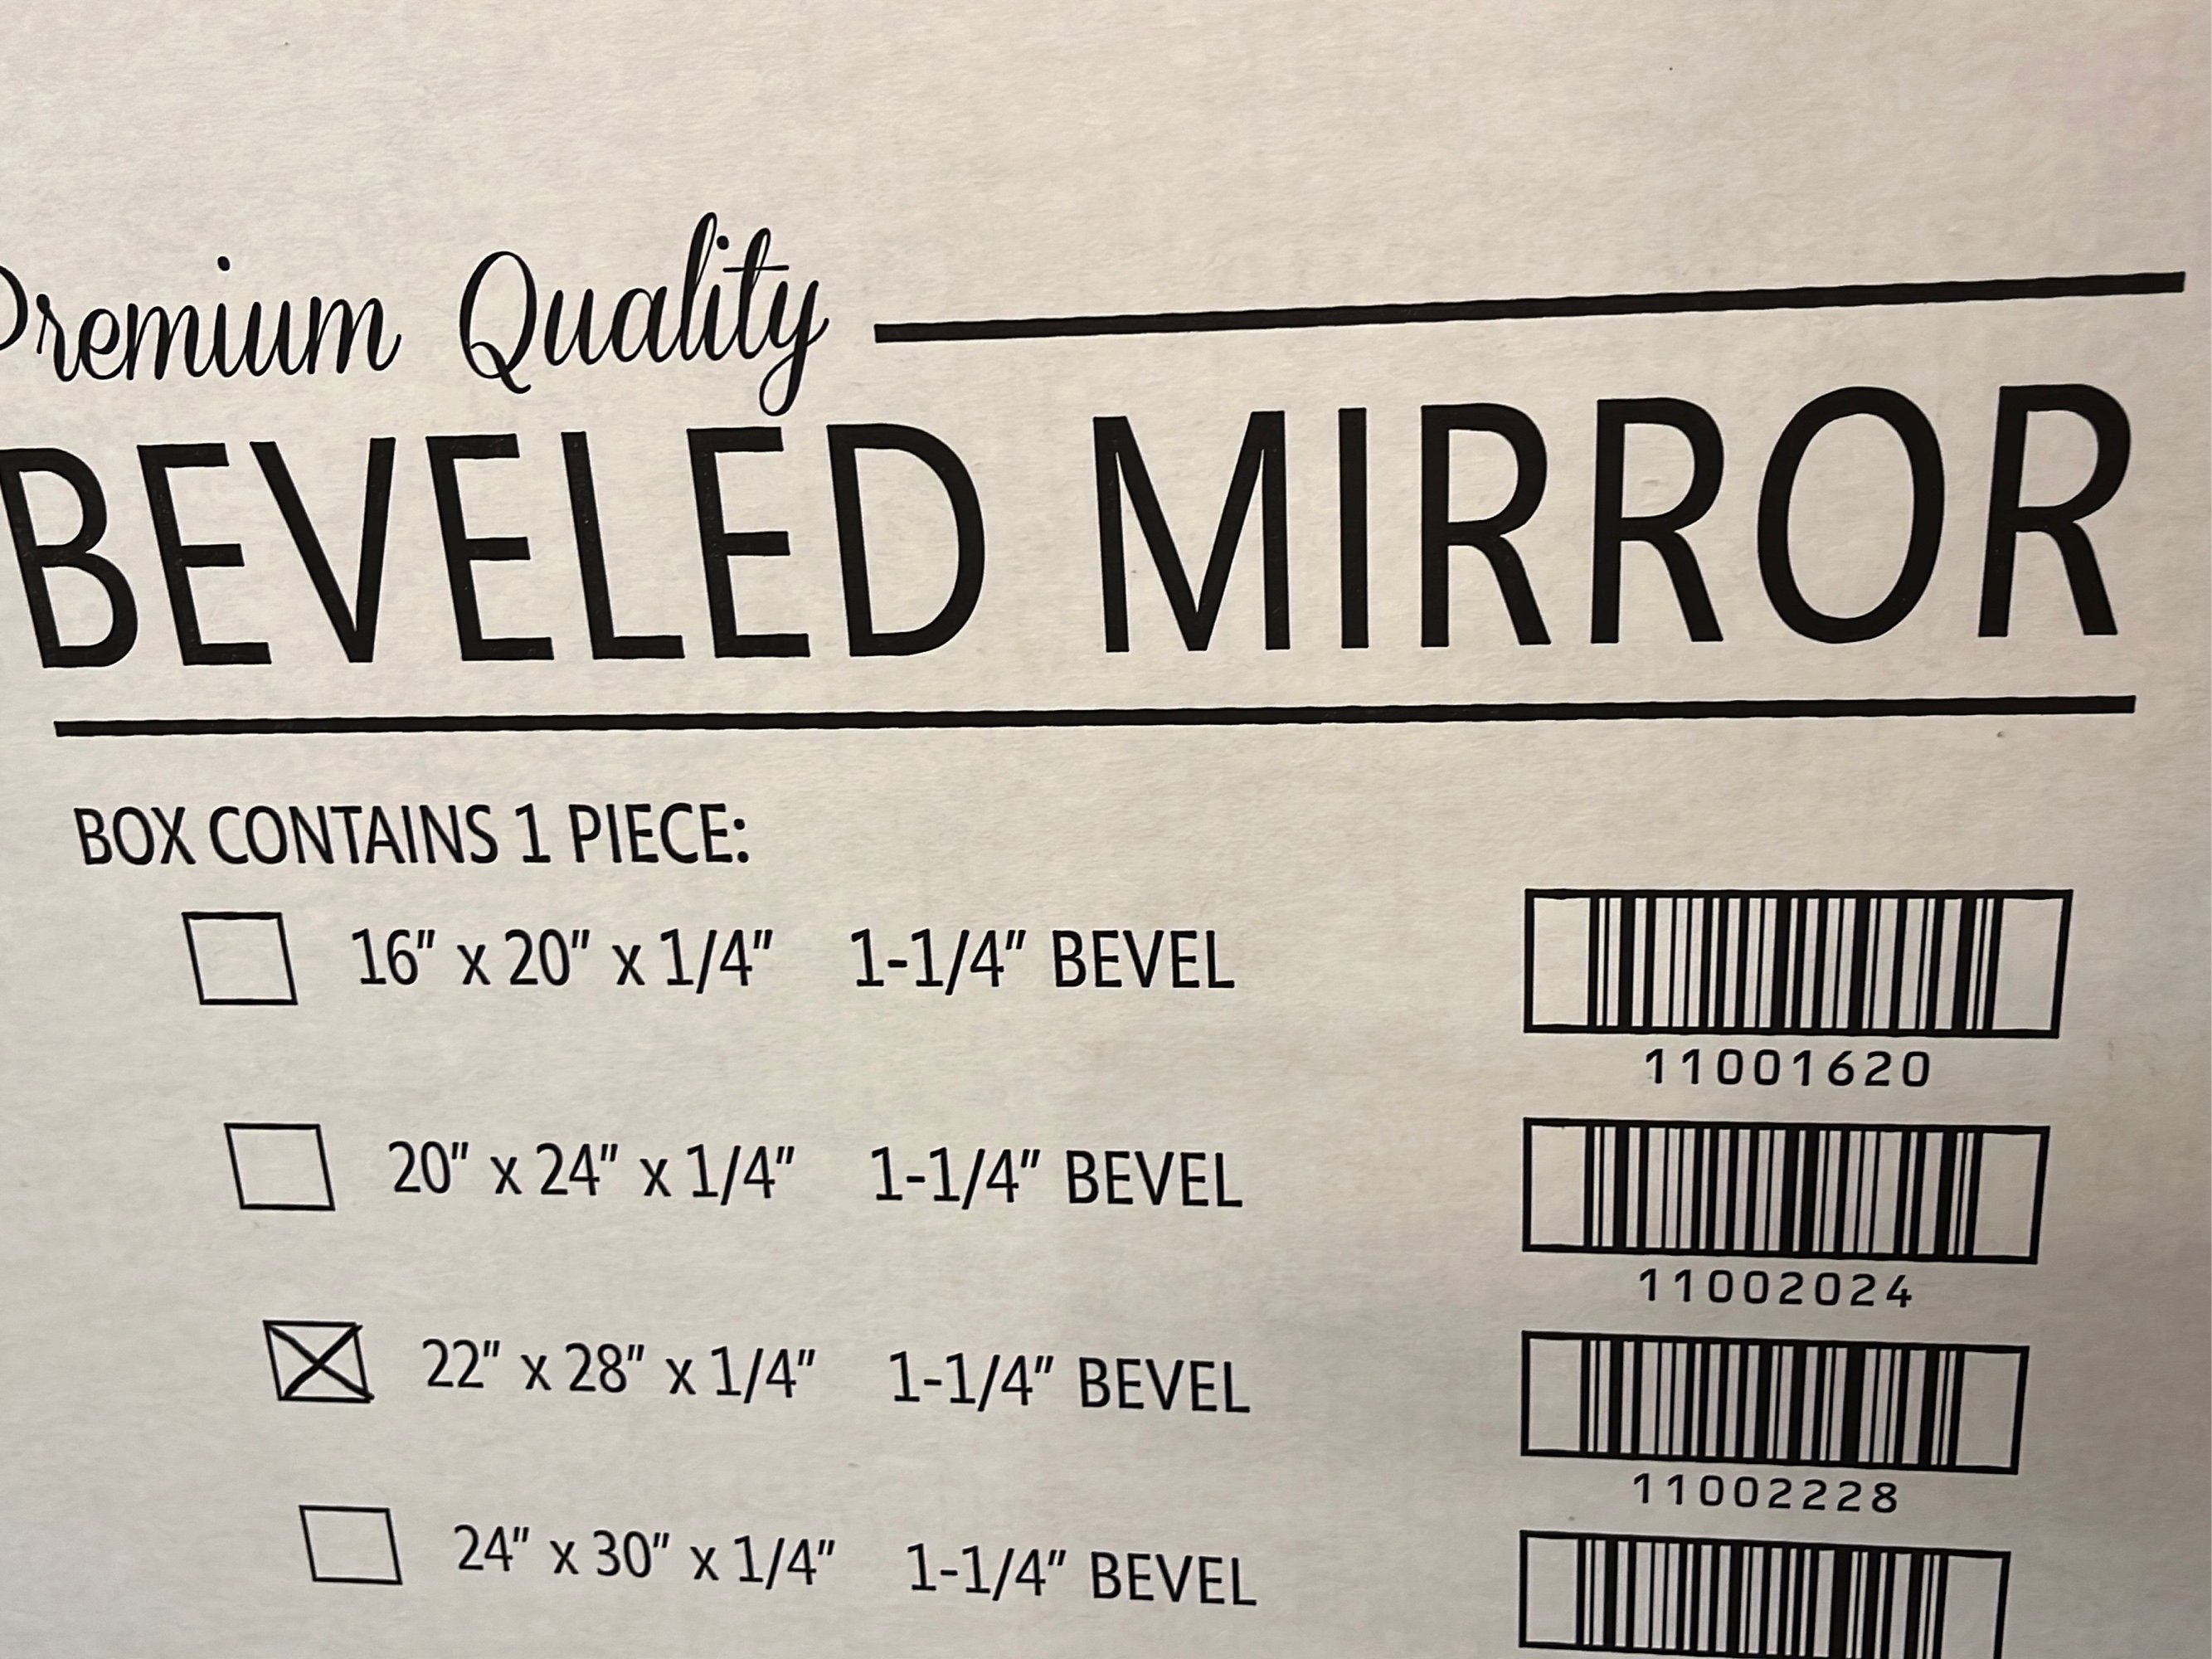 Premium Quality
BEVELED MIRROR
BOX CONTAINS 1 PIECE:
16" x 20" x 1/4" 1-1/4" BEVEL
11001620
20" x 24" x 1/4" 1-1/4" BEVEL
11002024
22" x 28" x 1/4" 1-1/4" BEVEL
11002228
24" x 30" x 1/4" 1-1/4" BEVEL